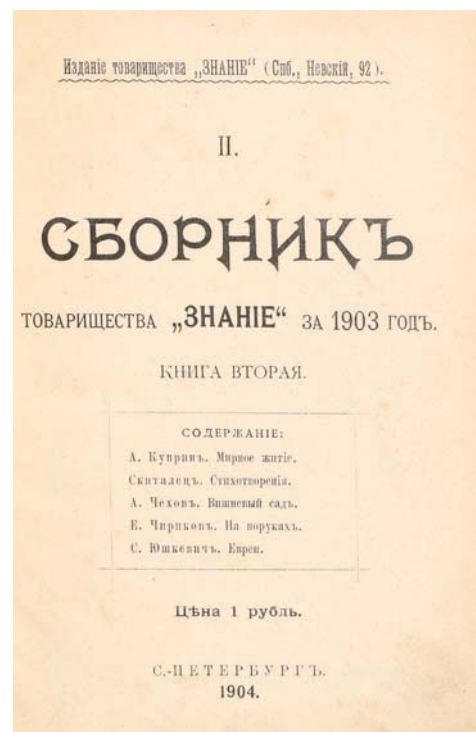 Изданіе товарищества „ЗНАНІЕ“ (Спб., Невскій, 92).
II.
СБОРНИКЪ
ТОВАРИЩЕСТВА „ЗНАНІЕ“ ЗА 1903 ГОДЪ.
КНИГА ВТОРАЯ.
СОДЕРЖАНІЕ:
А. Купринъ. Мирное житіе.
Скиталецъ. Стихотворенія.
А. Чеховъ. Вишневый садъ.
Е. Чириковъ. На порукахъ.
С. Юшкевичъ. Евреи.
Цѣна 1 рубль.
С.-ПЕТЕРБУРГЪ.
1904.